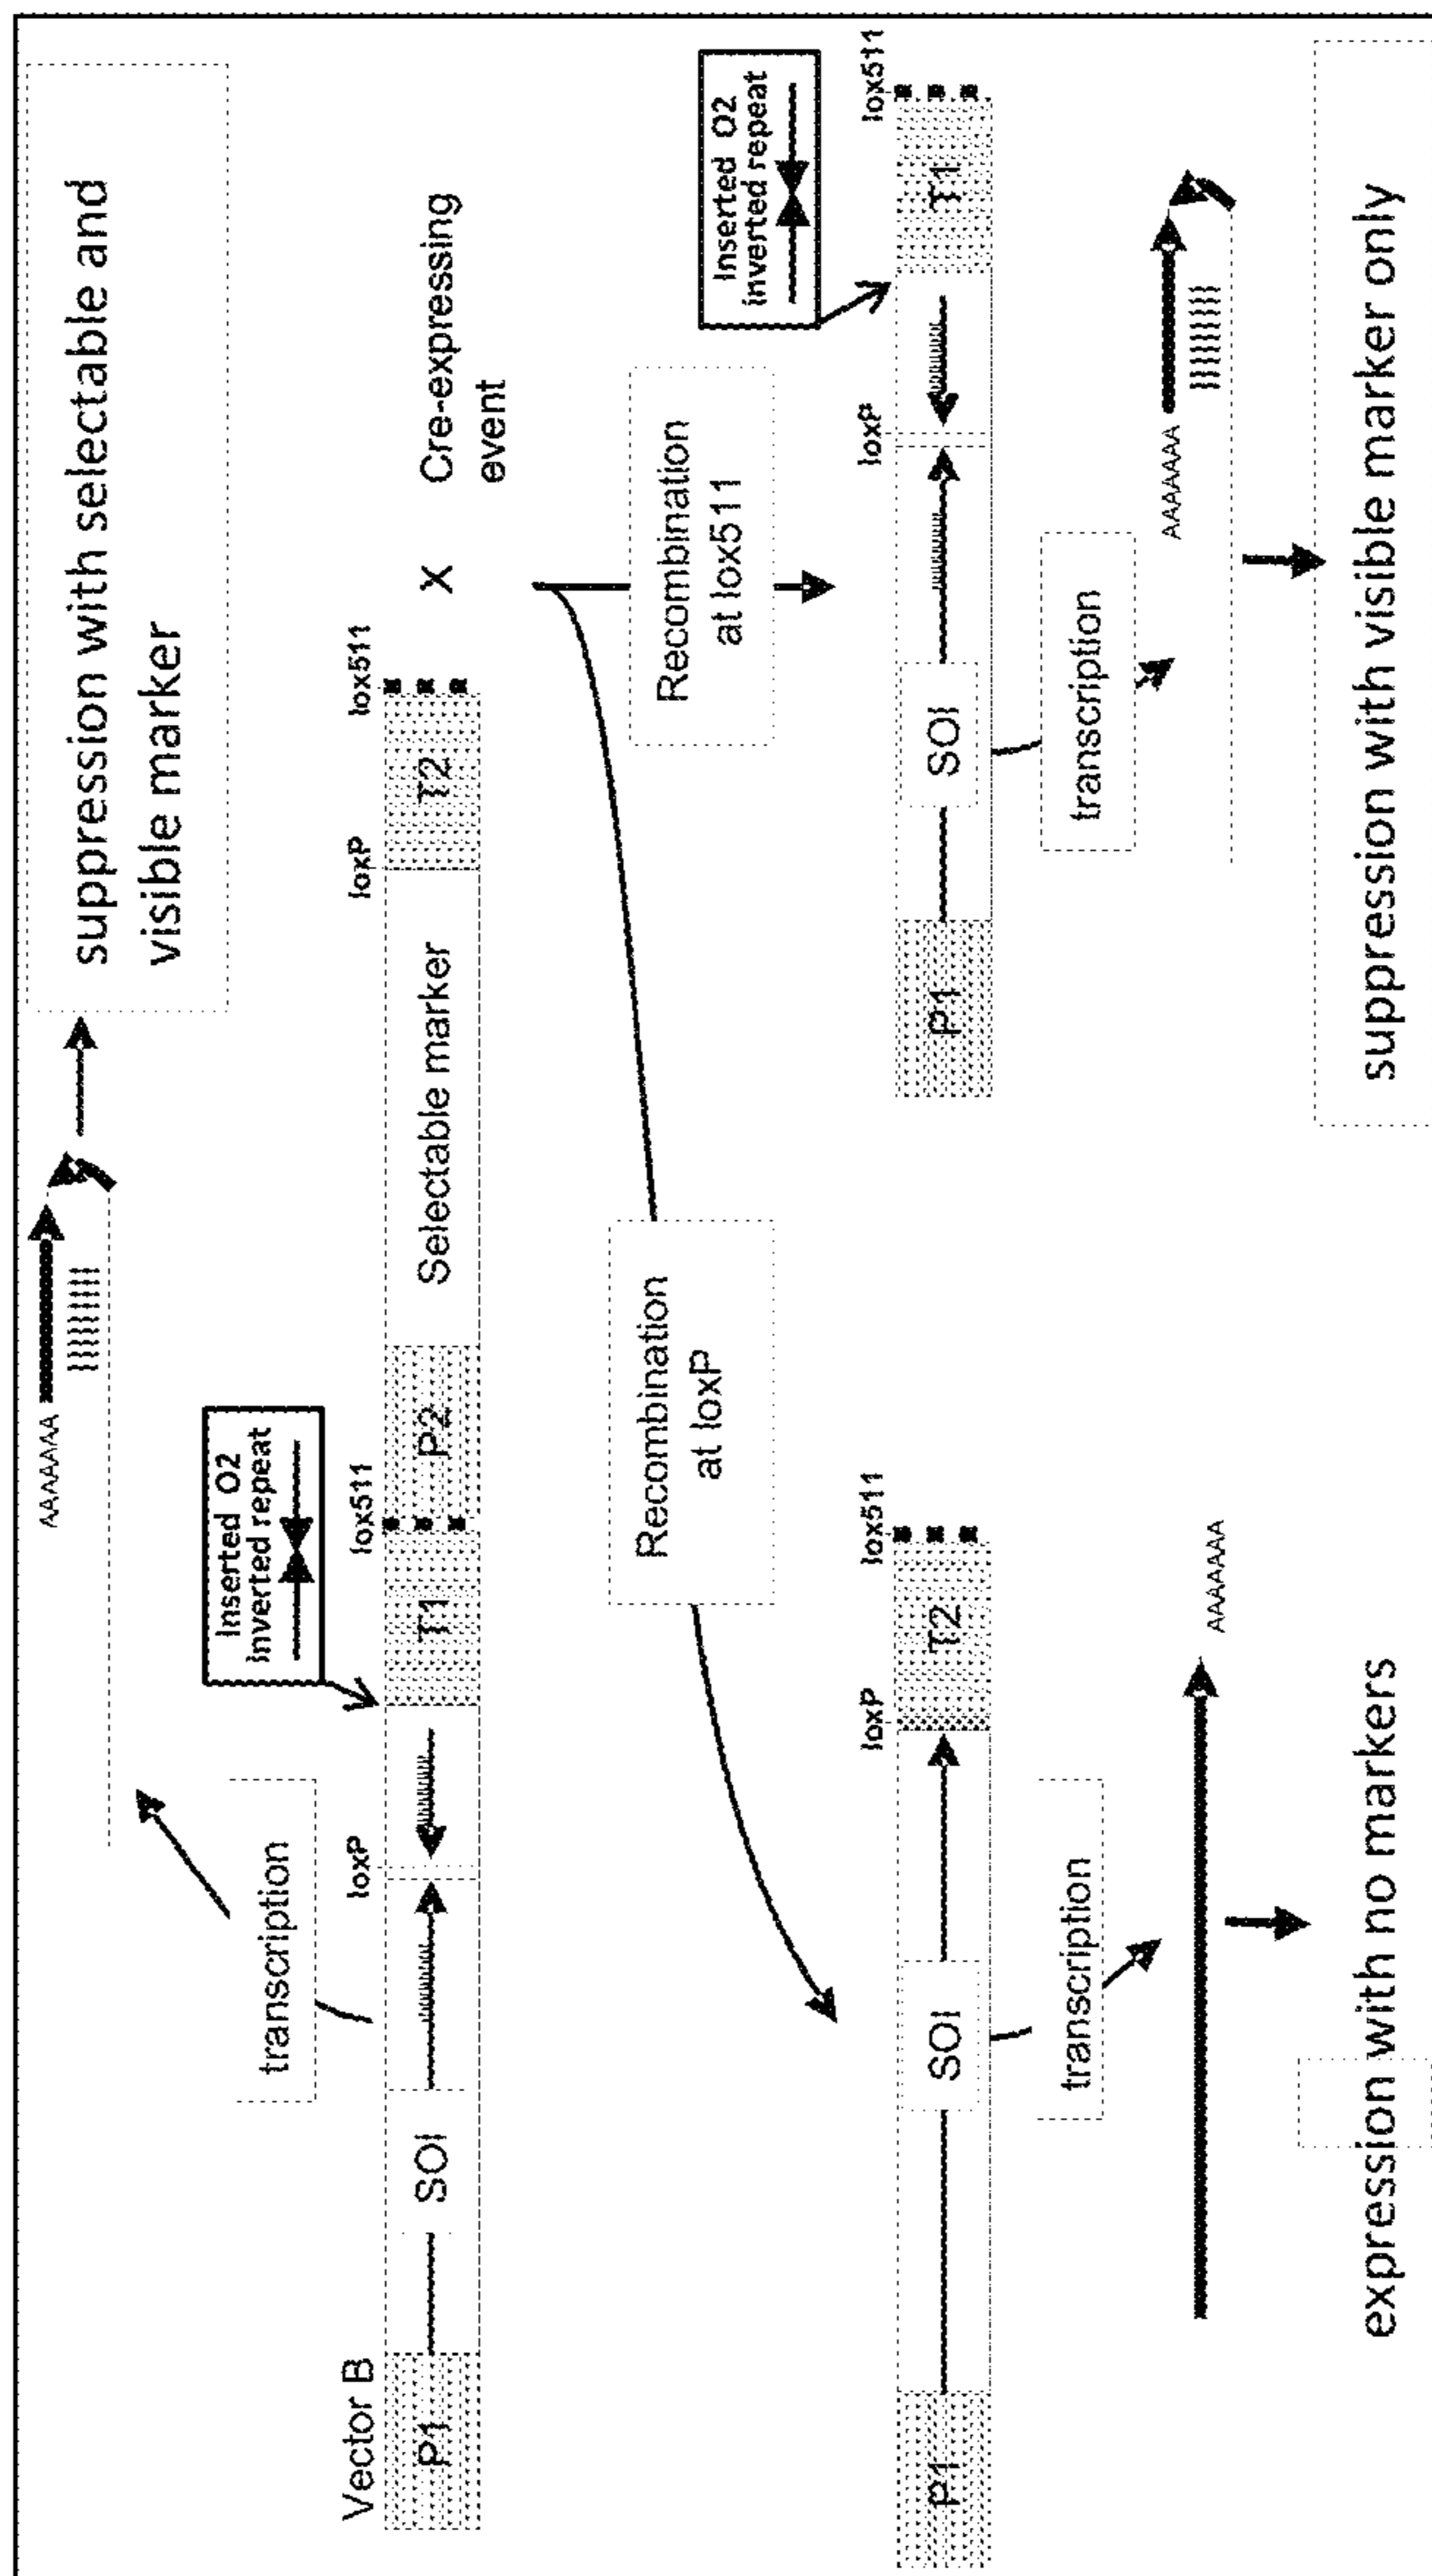 AAAAAAA
suppression with selectable and
visible marker
transcription
Inserted O2
inverted repeat
Vector B
loxP
lox511
loxP
lox511
P1
SOI
T1
P2
Selectable marker
T2
X
Cre-expressing
event
Recombination
at loxP
Recombination
at lox511
Inserted O2
inverted repeat
loxP
lox511
P1
SOI
T2
loxP
lox511
P1
SOI
T1
transcription
AAAAAAA
transcription
AAAAAAA
expression with no markers
suppression with visible marker only